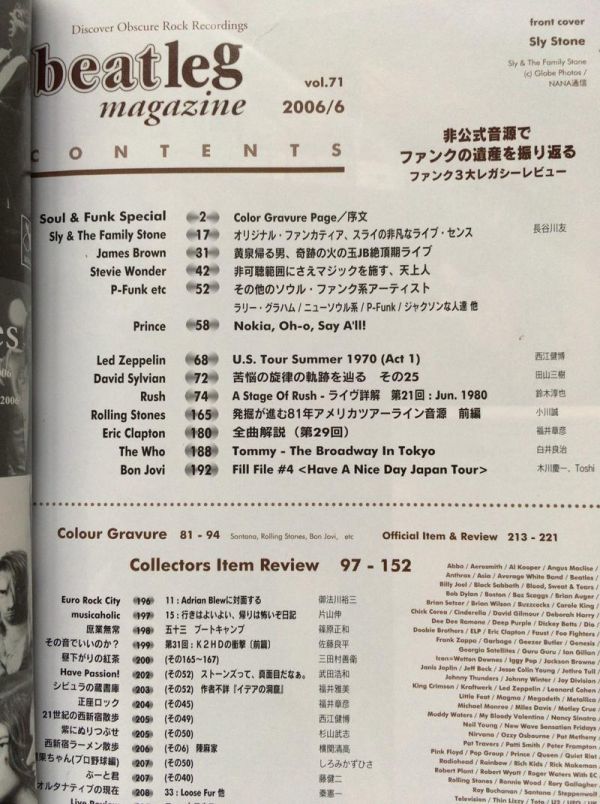 Discover Obscure Rock Recordings
beatleg
magazine
vol.71
2006/6
front cover
Sly Stone
Sly & The Family Stone
(c) Globe Photos /
NANA通信
CONTENTS
非公式音源で
ファンクの遺産を振り返る
ファンク3大レガシーレビュー
Soul & Funk Special 2 Color Gravure Page／序文
Sly & The Family Stone 17 オリジナル・ファンカティア、スライの非凡なライブ・センス 長谷川友
James Brown 31 黄泉帰る男、奇跡の火の玉JB絶頂期ライブ
Stevie Wonder 42 非可聴範囲にさえマジックを施す、天上人
P-Funk etc 52 その他のソウル・ファンク系アーティスト
ラリー・グラハム / ニューソウル系 / P-Funk / ジャクソンな人達 他
Prince 58 Nokia, Oh-o, Say A'll!
Led Zeppelin 68 U.S. Tour Summer 1970 (Act 1) 西江健博
David Sylvian 72 苦悩の旋律の軌跡を辿る その25 田山三樹
Rush 74 A Stage Of Rush - ライヴ詳解 第21回 : Jun. 1980 鈴木淳也
Rolling Stones 165 発掘が進む81年アメリカツアーライン音源 前編 小川誠
Eric Clapton 180 全曲解説（第29回） 福井章彦
The Who 188 Tommy - The Broadway In Tokyo 白井良治
Bon Jovi 192 Fill File #4 <Have A Nice Day Japan Tour> 木川慶一、Toshi
Colour Gravure 81 - 94 Santana, Rolling Stones, Bon Jovi, etc
Official Item & Review 213 - 221
Collectors Item Review 97 - 152
Euro Rock City 196 11 : Adrian Blewに対面する 御法川裕三
musicaholic 197 15 : 行きはよいよい、帰りは怖いぞ日記 片山伸
庶業無常 198 五十三 ブートキャンプ 篠原正和
その音でいいのか？ 199 第31回 : K2HDの衝撃［前篇］ 佐藤良平
昼下がりの紅茶 200 (その165〜167) 三田村善衛
Have Passion! 202 (その52) ストーンズって、真面目だなぁ。 武田浩和
シビュラの蔵書庫 202 (その52) 作者不詳『イデアの洞窟』 福井雅美
正座ロック 204 (その45) 福井章彦
21世紀の西新宿散歩 205 (その49) 西江健博
紫にぬりつぶせ 205 (その50) 杉山武志
西新宿ラーメン散歩 206 (その6) 陳麻家 横関満高
果ちゃん(プロ野球編) 207 (その40) しろみかずひさ
ぶーと君 207 (その50) 藤健二
オルタナティブの現在 208 33 : Loose Fur 他 秦憲一
Live Review
Abba / Aerosmith / Al Kooper / Angus Maclise /
Anthrax / Asia / Average White Band / Beatles /
Billy Joel / Black Sabbath / Blood, Sweat & Tears /
Bob Dylan / Boston / Boz Scaggs / Brian Auger /
Brian Setzer / Brian Wilson / Buzzcocks / Carole King /
Chick Corea / Cinderella / David Gilmour / Deborah Harry /
Dee Dee Ramone / Deep Purple / Dickey Betts / Dio /
Doobie Brothers / ELP / Eric Clapton / Faust / Foo Fighters /
Frank Zappa / Garbage / Geezer Butler / Genesis /
Georgia Satellites / Guru Guru / Ian Gillan /
Icon=Wetton Downes / Iggy Pop / Jackson Browne /
Janis Joplin / Jeff Beck / Jesse Colin Young / Jethro Tull /
Johnny Thunders / Johnny Winter / Joy Division /
King Crimson / Kraftwerk / Led Zeppelin / Leonard Cohen /
Little Feat / Magma / Megadeth / Metallica /
Michael Monroe / Miles Davis / Motley Crue /
Muddy Waters / My Bloody Valentine / Nancy Sinatra /
Neil Young / New Wave Sensation Fridays /
Nirvana / Ozzy Osbourne / Pat Metheny /
Pat Travers / Patti Smith / Peter Frampton /
Pink Floyd / Pop Group / Prince / Queen / Quiet Riot /
Radiohead / Rainbow / Rich Kids / Rick Makeman /
Robert Plant / Robert Wyatt / Roger Waters With EC /
Rolling Stones / Ronnie Wood / Rory Gallagher /
Roy Buchanan / Santana / Steppenwolf /
Television / Thin Lizzy / Toto / U2 / UFO /